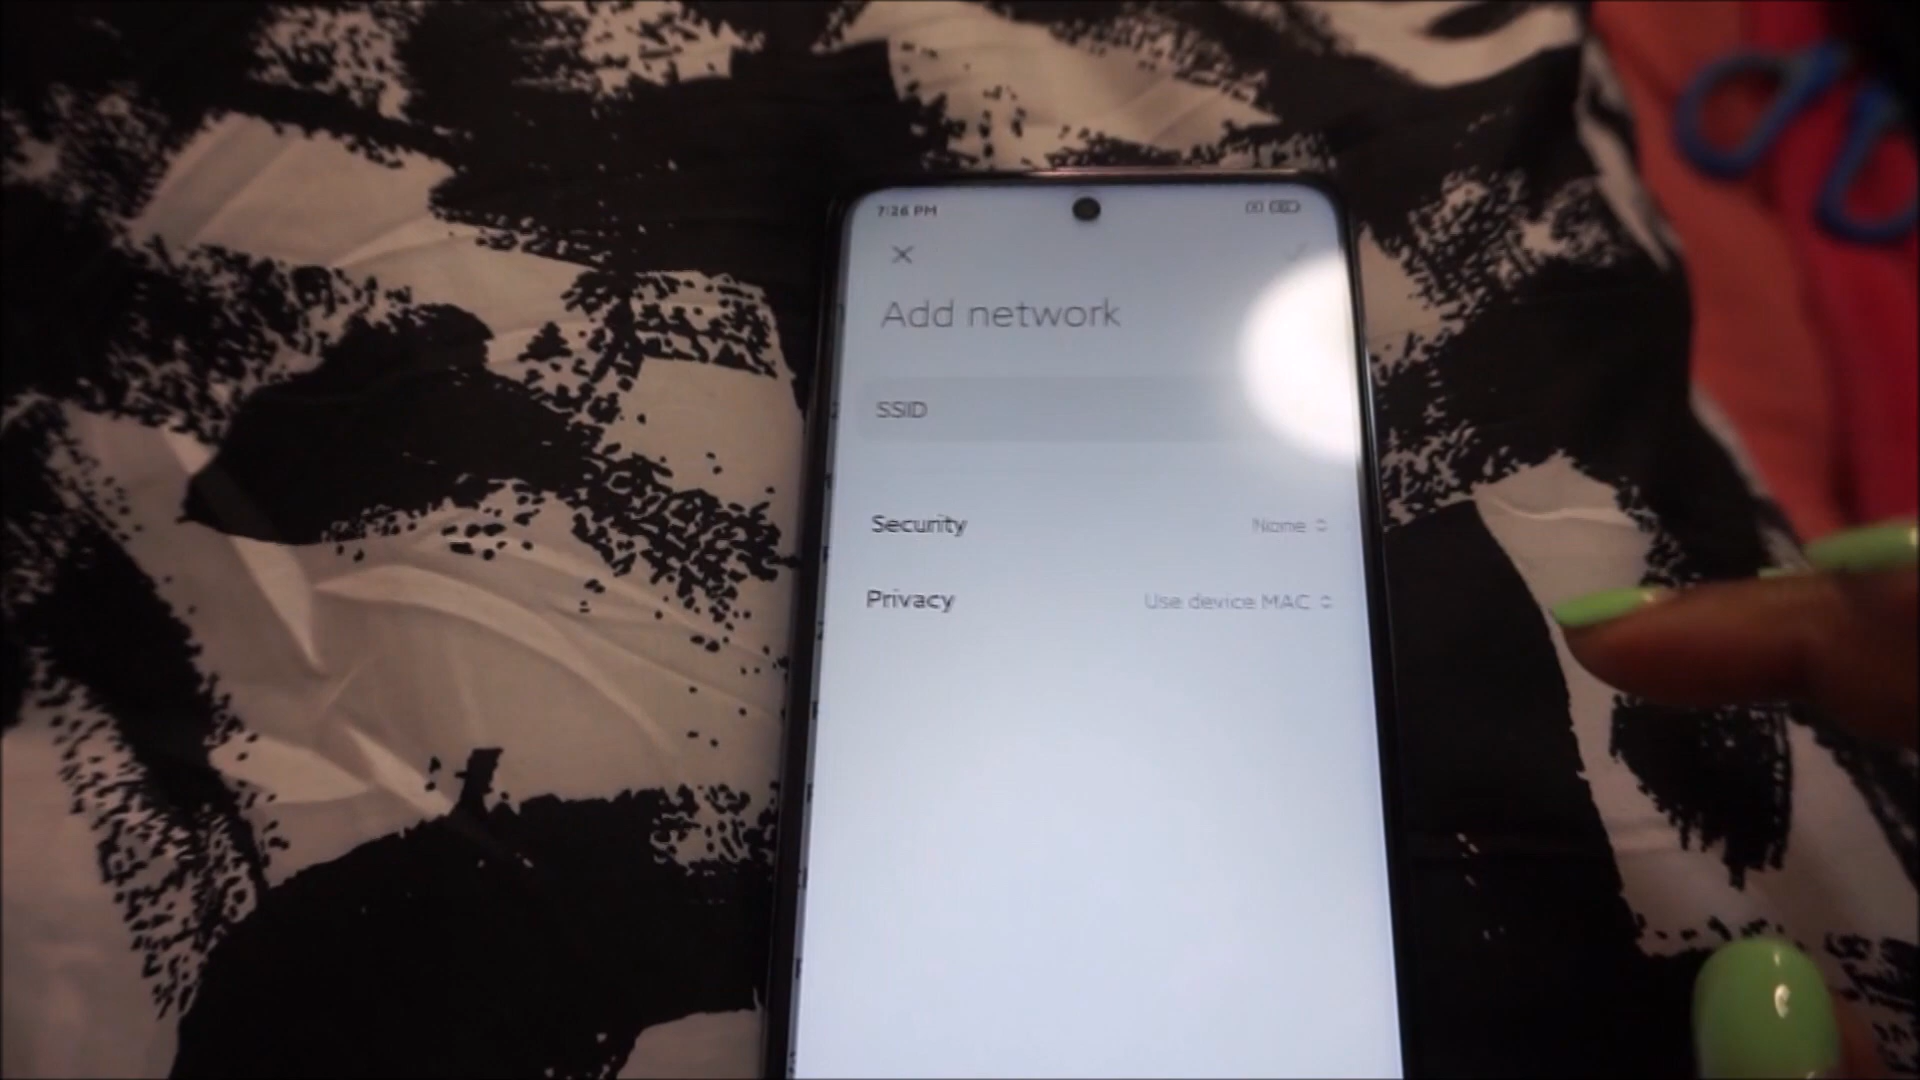 7:26 PM
Add network
SSID
Security None
Privacy Use device MAC